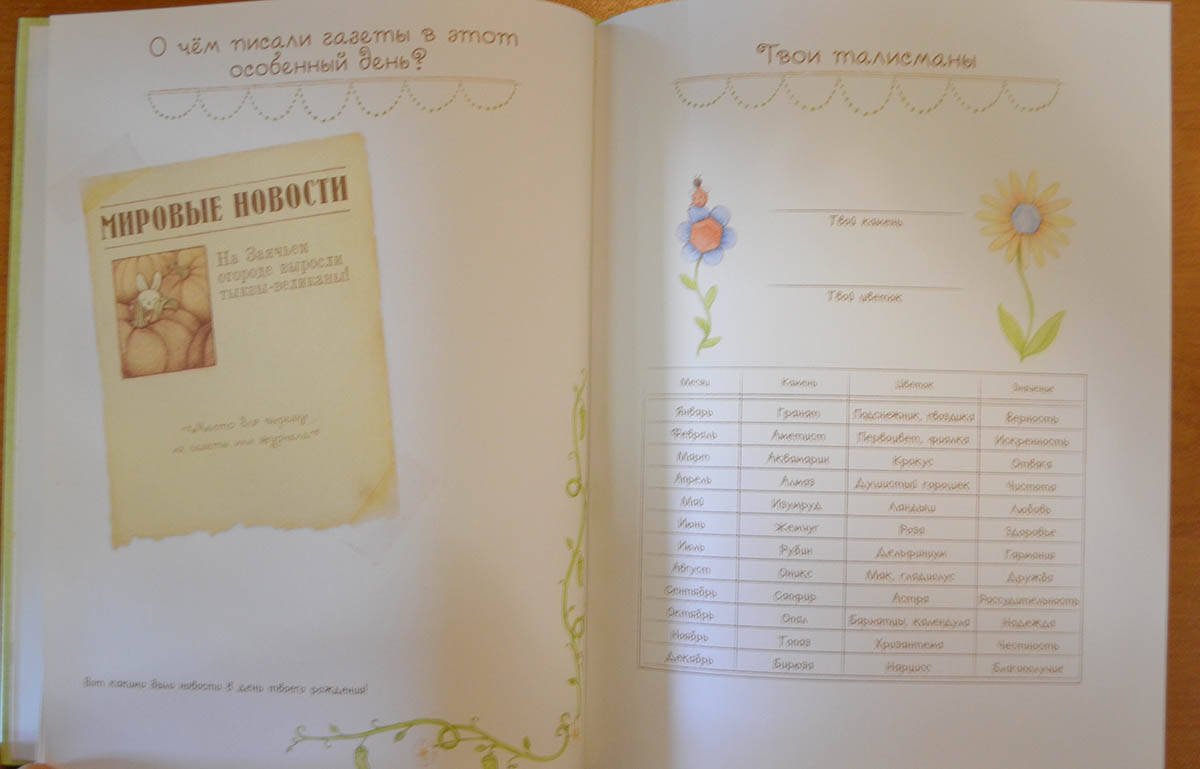 О чём писали газеты в этот
особенный день?
МИРОВЫЕ НОВОСТИ
На Заячьем
огороде выросли
тыквы-великаны!
«Место для вырезки
из газеты или журнала»
Вот какими были новости в день твоего рождения!
Твои талисманы
Твой камень
Твой цветок
Месяц Камень Цветок Значение
Январь Гранат Подснежник, гвоздика Верность
Февраль Аметист Первоцвет, фиалка Искренность
Март Аквамарин Крокус Отвага
Апрель Алмаз Душистый горошек Чистота
Май Изумруд Ландыш Любовь
Июнь Жемчуг Роза Здоровье
Июль Рубин Дельфиниум Гармония
Август Оникс Мак, гладиолус Дружба
Сентябрь Сапфир Астра Рассудительность
Октябрь Опал Бархатцы, календула Надежда
Ноябрь Топаз Хризантема Честность
Декабрь Бирюза Нарцисс Благополучие